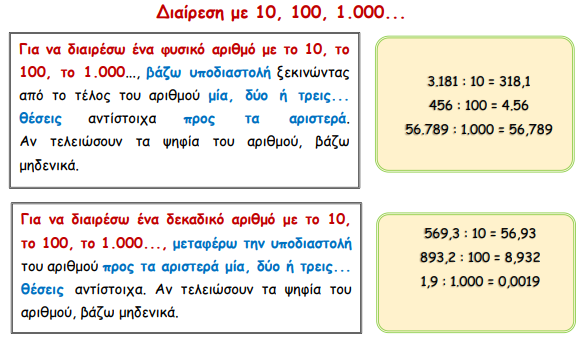 Διαίρεση με 10, 100, 1.000...
Για να διαιρέσω ένα φυσικό αριθμό με το 10, το
100, το 1.000..., βάζω υποδιαστολή ξεκινώντας
από το τέλος του αριθμού μία, δύο ή τρεις...
θέσεις αντίστοιχα προς τα αριστερά.
Αν τελειώσουν τα ψηφία του αριθμού, βάζω
μηδενικά.
3.181 : 10 = 318,1
456 : 100 = 4.56
56.789 : 1.000 = 56,789
Για να διαιρέσω ένα δεκαδικό αριθμό με το 10,
το 100, το 1.000..., μεταφέρω την υποδιαστολή
του αριθμού προς τα αριστερά μία, δύο ή τρεις...
θέσεις αντίστοιχα. Αν τελειώσουν τα ψηφία του
αριθμού, βάζω μηδενικά.
569,3 : 10 = 56,93
893,2 : 100 = 8,932
1,9 : 1.000 = 0,0019